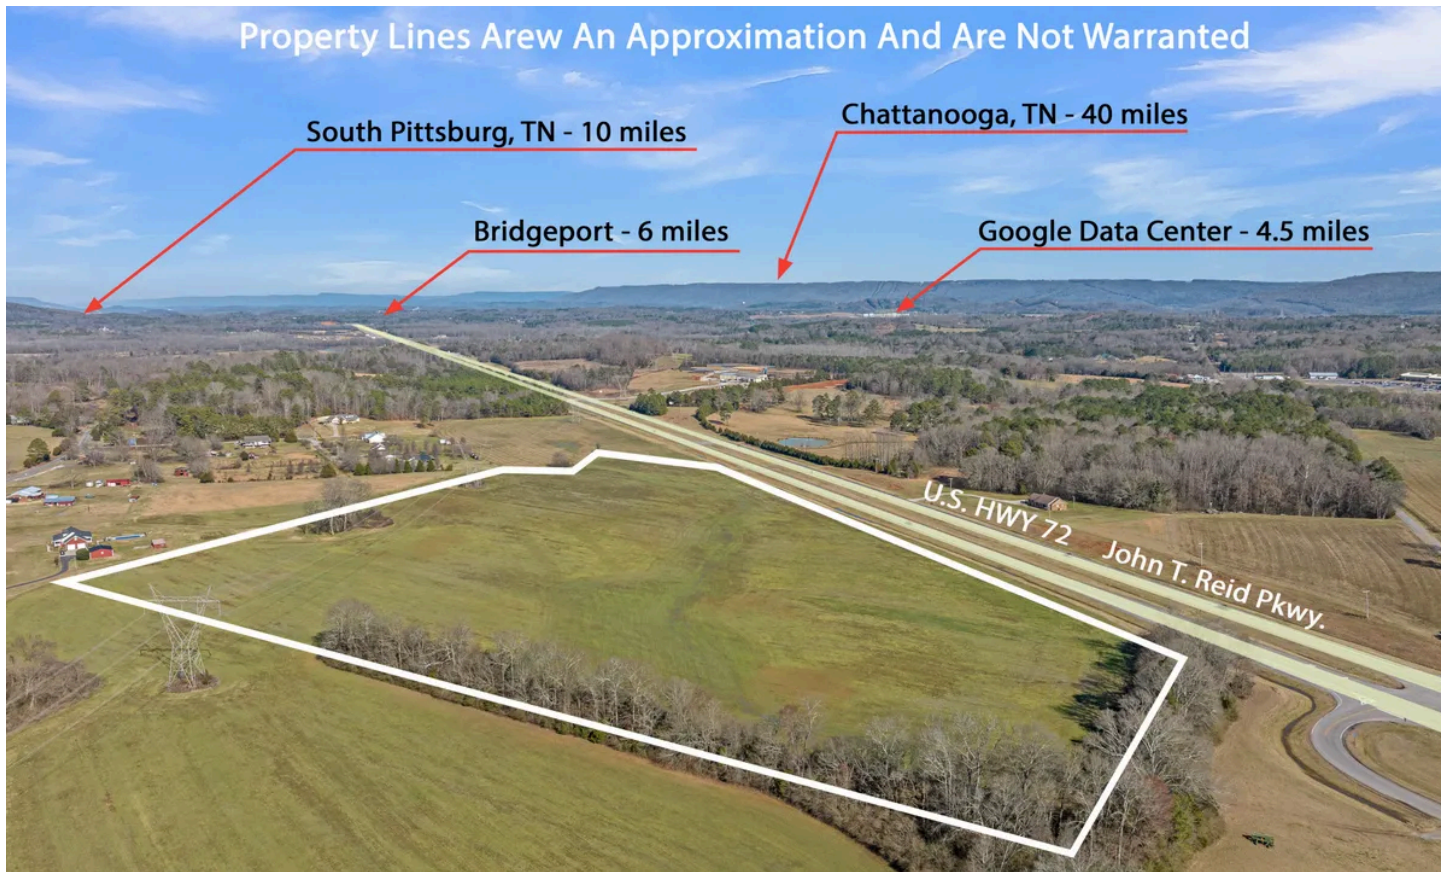 Property Lines Arew An Approximation And Are Not Warranted
Chattanooga, TN - 40 miles
South Pittsburg, TN - 10 miles
Bridgeport - 6 miles
Google Data Center - 4.5 miles
U.S. HWY 72
John T. Reid Pkwy.